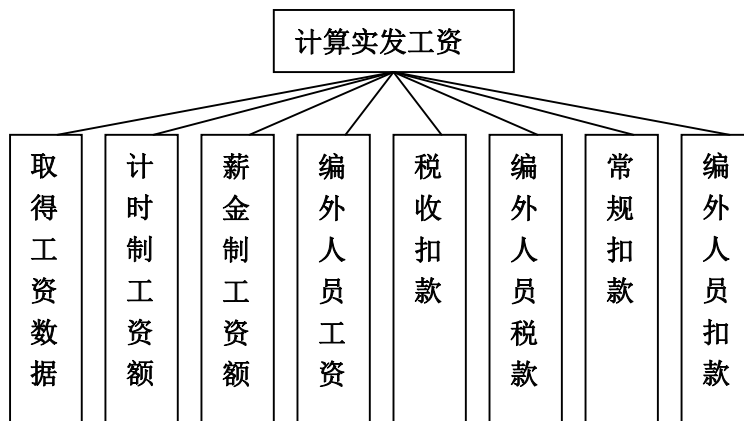 计算实发工资
取得工资数据
计时制工资额
薪金制工资额
编外人员工资
税收扣款
编外人员税款
常规扣款
编外人员扣款